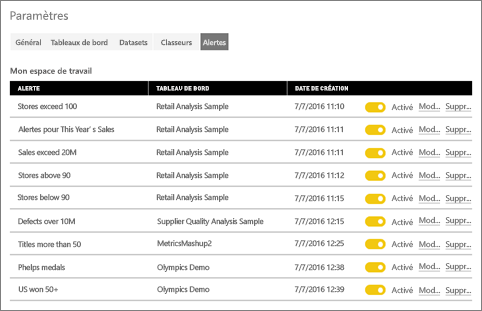 Paramètres
Général Tableaux de bord Datasets Classeurs Alertes
Mon espace de travail
ALERTE TABLEAU DE BORD DATE DE CRÉATION
Stores exceed 100 Retail Analysis Sample 7/7/2016 11:10 Activé Mod... Suppr...
Alertes pour This Year' s Sales Retail Analysis Sample 7/7/2016 11:11 Activé Mod... Suppr...
Sales exceed 20M Retail Analysis Sample 7/7/2016 11:11 Activé Mod... Suppr...
Stores above 90 Retail Analysis Sample 7/7/2016 11:12 Activé Mod... Suppr...
Stores below 90 Retail Analysis Sample 7/7/2016 11:15 Activé Mod... Suppr...
Defects over 10M Supplier Quality Analysis Sample 7/7/2016 12:15 Activé Mod... Suppr...
Titles more than 50 MetricsMashup2 7/7/2016 12:25 Activé Mod... Suppr...
Phelps medals Olympics Demo 7/7/2016 12:38 Activé Mod... Suppr...
US won 50+ Olympics Demo 7/7/2016 12:39 Activé Mod... Suppr...